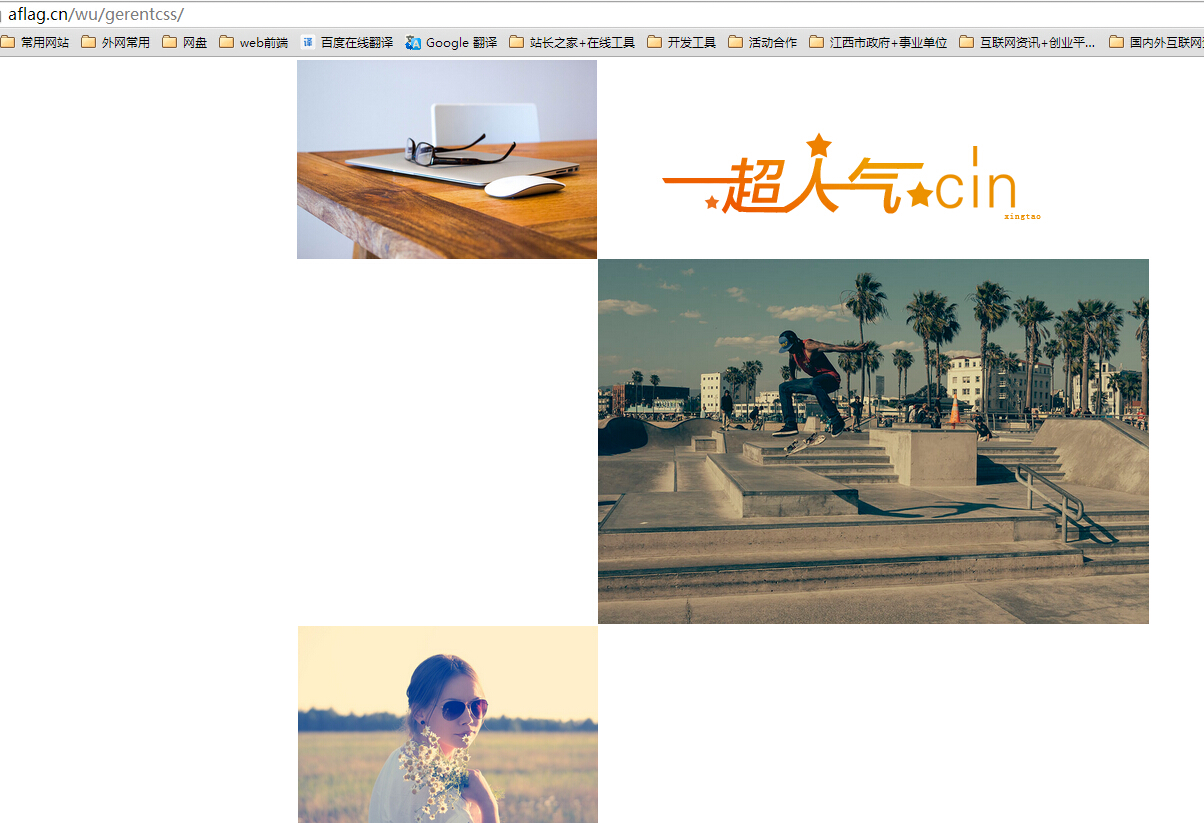 aflag.cn/wu/gerentcss/
常用网站 外网常用 网盘 web前端 译 百度在线翻译 Google 翻译 站长之家+在线工具 开发工具 活动合作 江西市政府+事业单位 互联网资讯+创业平... 国内外互联网
一超人气cin
xingtao